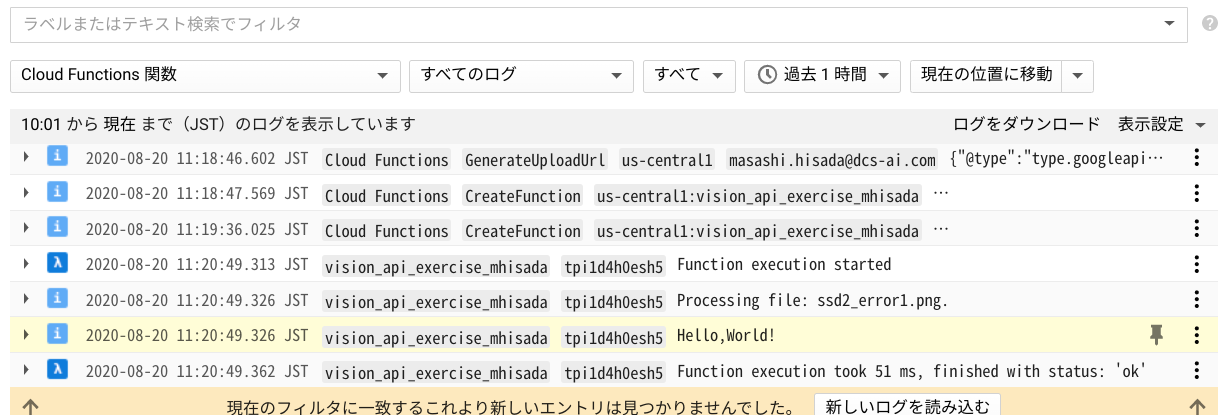 ラベルまたはテキスト検索でフィルタ
Cloud Functions 関数 すべてのログ すべて 過去 1 時間 現在の位置に移動
10:01 から 現在 まで（JST）のログを表示しています ログをダウンロード 表示設定
2020-08-20 11:18:46.602 JST Cloud Functions GenerateUploadUrl us-central1 masashi.hisada@dcs-ai.com {"@type":"type.googleapi…
2020-08-20 11:18:47.569 JST Cloud Functions CreateFunction us-central1:vision_api_exercise_mhisada …
2020-08-20 11:19:36.025 JST Cloud Functions CreateFunction us-central1:vision_api_exercise_mhisada …
2020-08-20 11:20:49.313 JST vision_api_exercise_mhisada tpi1d4h0esh5 Function execution started
2020-08-20 11:20:49.326 JST vision_api_exercise_mhisada tpi1d4h0esh5 Processing file: ssd2_error1.png.
2020-08-20 11:20:49.326 JST vision_api_exercise_mhisada tpi1d4h0esh5 Hello,World!
2020-08-20 11:20:49.362 JST vision_api_exercise_mhisada tpi1d4h0esh5 Function execution took 51 ms, finished with status: 'ok'
現在のフィルタに一致するこれより新しいエントリは見つかりませんでした。 新しいログを読み込む